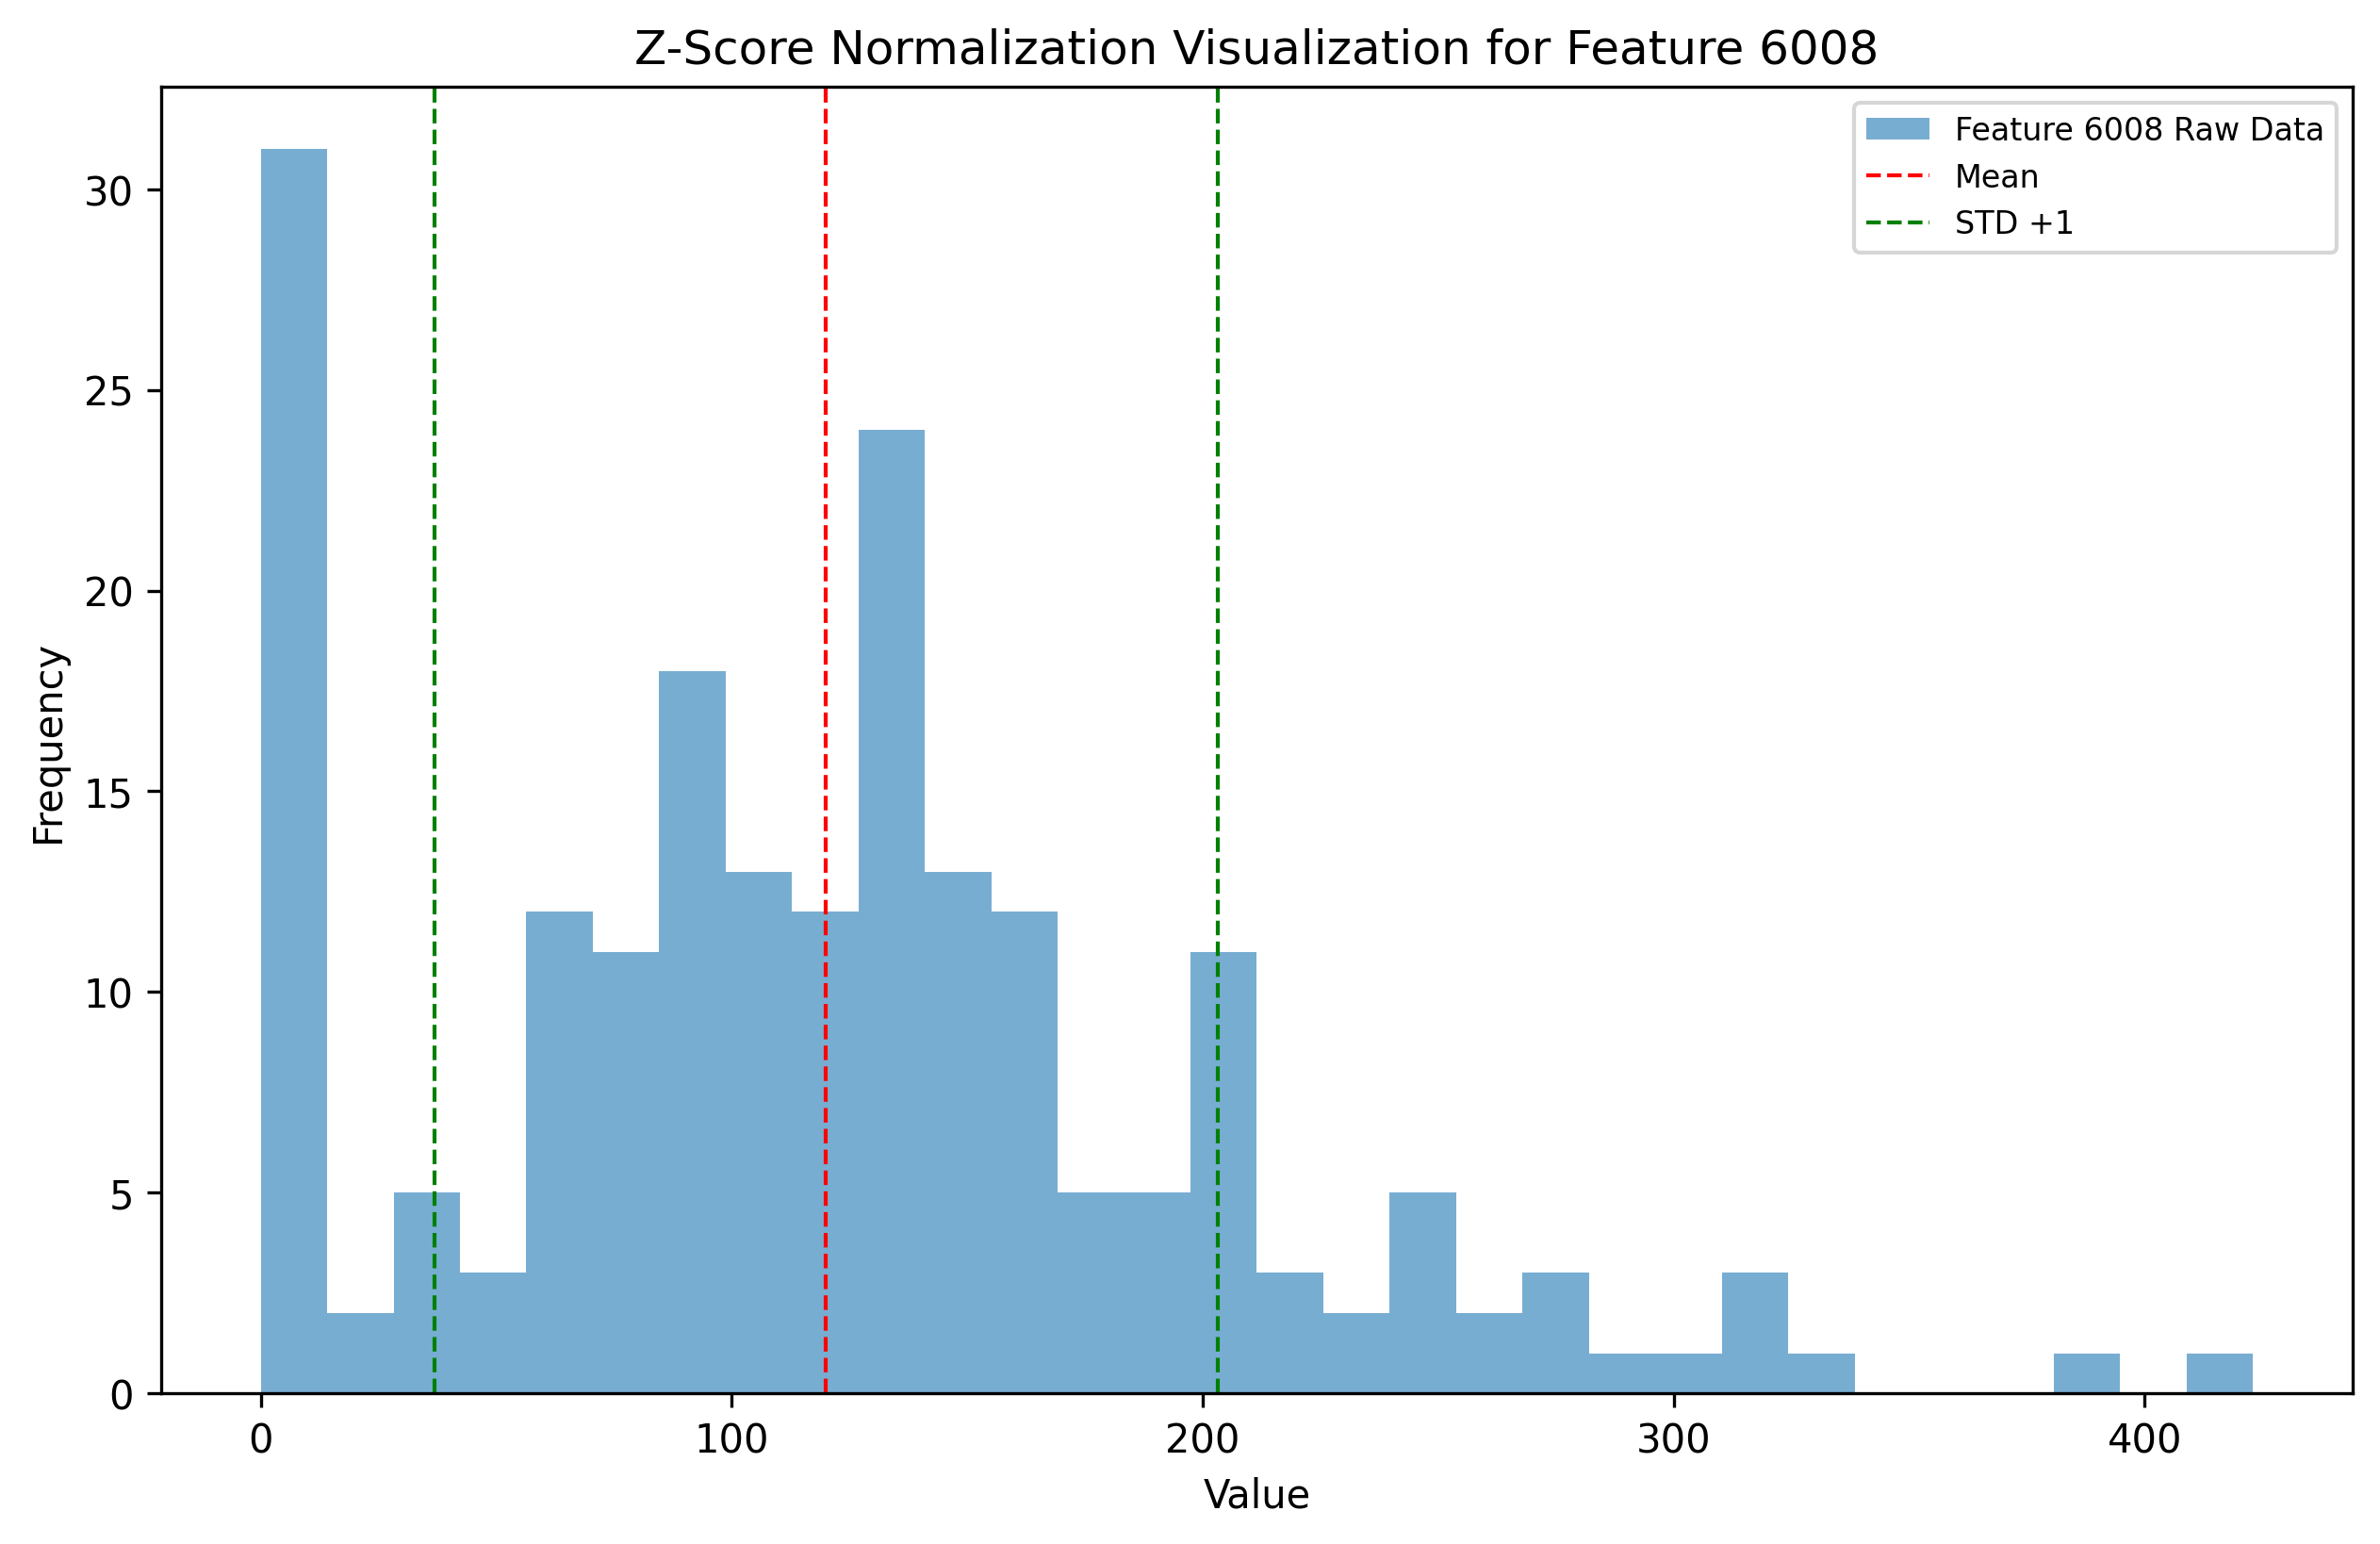 Z-Score Normalization Visualization for Feature 6008
Feature 6008 Raw Data
Mean
STD +1
Frequency
30
25
20
15
10
5
0
0 100 200 300 400
Value